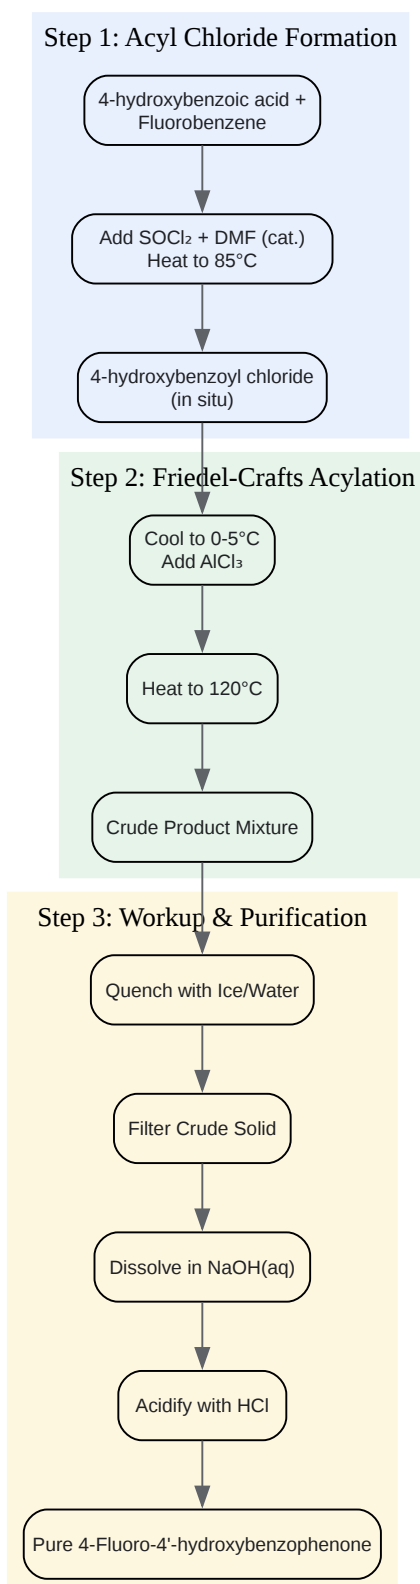 Step 1: Acyl Chloride Formation
4-hydroxybenzoic acid +
Fluorobenzene
Add SOCl₂ + DMF (cat.)
Heat to 85°C
4-hydroxybenzoyl chloride
(in situ)
Step 2: Friedel-Crafts Acylation
Cool to 0-5°C
Add AlCl₃
Heat to 120°C
Crude Product Mixture
Step 3: Workup & Purification
Quench with Ice/Water
Filter Crude Solid
Dissolve in NaOH(aq)
Acidify with HCl
Pure 4-Fluoro-4'-hydroxybenzophenone